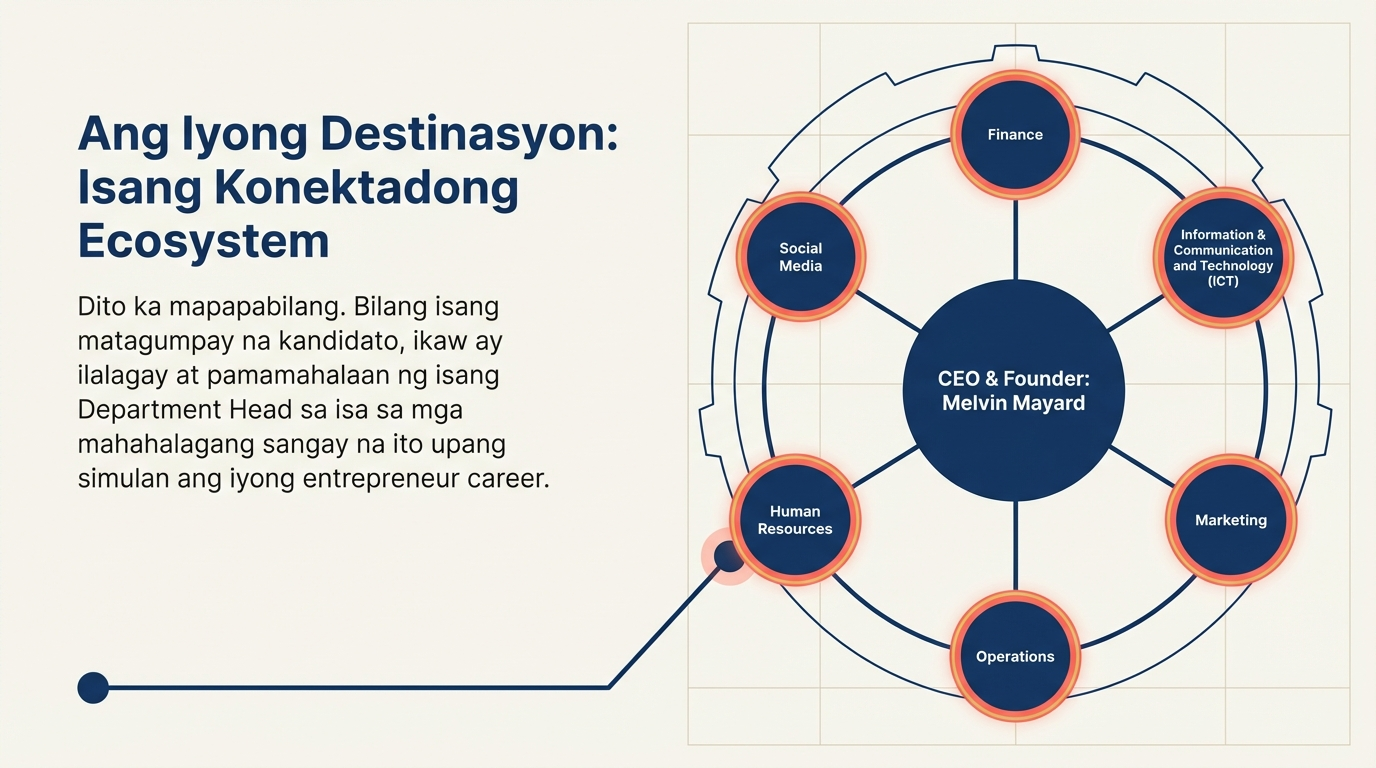 Ang Iyong Destinasyon:
Isang Konektadong
Ecosystem
Dito ka mapapabilang. Bilang isang
matagumpay na kandidato, ikaw ay
ilalagay at pamamahalaan ng isang
Department Head sa isa sa mga
mahahalagang sangay na ito upang
simulan ang iyong entrepreneur career.
Finance
Social
Media
Information &
Communication
and Technology
(ICT)
CEO & Founder:
Melvin Mayard
Human
Resources
Marketing
Operations